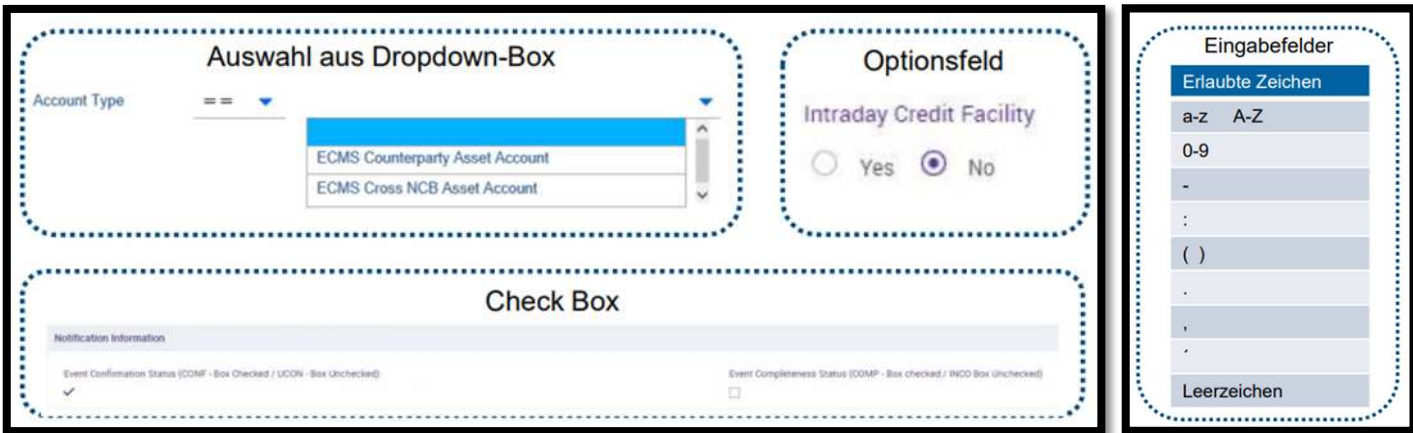 Auswahl aus Dropdown-Box
Account Type
==
ECMS Counterparty Asset Account
ECMS Cross NCB Asset Account
Optionsfeld
Intraday Credit Facility
Yes No
Check Box
Notification Information
Event Confirmation Status (CONF - Box Checked / UCON - Box Unchecked)
Event Completeness Status (COMP - Box checked / INCO Box Unchecked)
Eingabefelder
Erlaubte Zeichen
a-z A-Z
0-9
-
:
( )
.
,
´
Leerzeichen